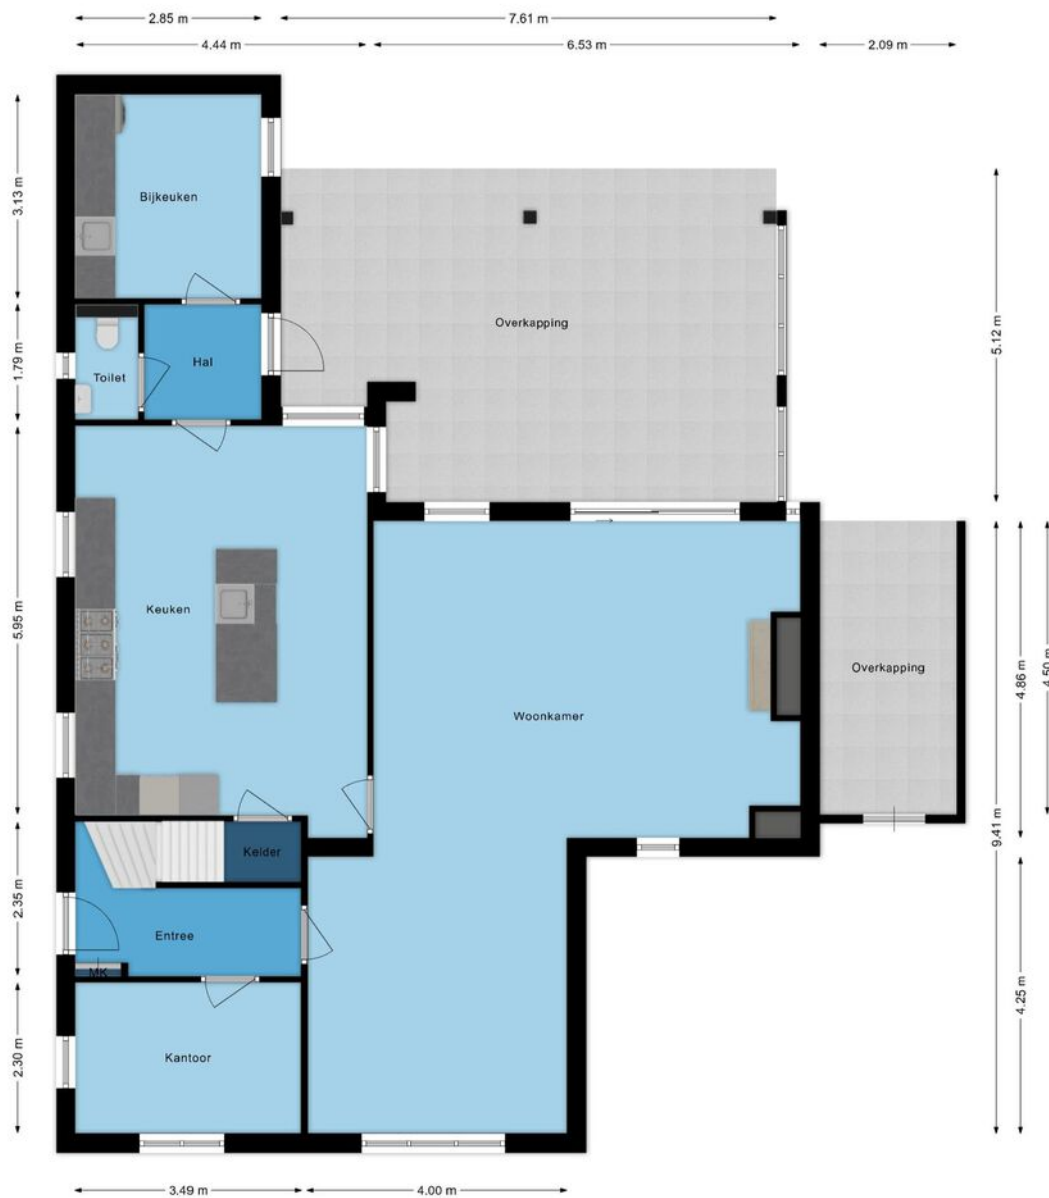 2.85 m
7.61 m
4.44 m
6.53 m
2.09 m
3.13 m
Bijkeuken
5.12 m
Overkapping
1.79 m
Hal
Toilet
5.95 m
Keuken
Woonkamer
Overkapping
4.86 m
4.50 m
9.41 m
2.35 m
Kelder
Entree
MK
4.25 m
2.30 m
Kantoor
3.49 m
4.00 m